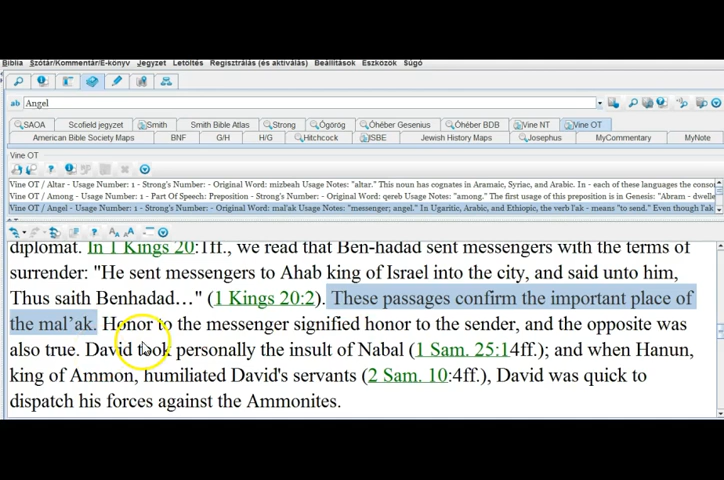 Biblia Szótár/Kommentár/E-könyv Jegyzet Letöltés Regisztrálás (és aktiválás) Beállítások Eszközök Súgó
ab Angel
SAOA Scofield jegyzet Smith Smith Bible Atlas Strong Ógörög Óhéber Gesenius Óhéber BDB Vine NT Vine OT
American Bible Society Maps BNF G/H H/G Hitchcock ISBE Jewish History Maps Josephus MyCommentary MyNote
Vine OT
Vine OT / Altar - Usage Number: 1 - Strong's Number: - Original Word: mizbeah Usage Notes: "altar." This noun has cognates in Aramaic, Syriac, and Arabic. In - each of these languages the conso
Vine OT / Among - Usage Number: 1 - Part Of Speech: Preposition - Strong's Number: - Original Word: qereb Usage Notes: "among." The first usage of this preposition is in Genesis: "Abram - dwelle
Vine OT / Angel - Usage Number: 1 - Strong's Number: - Original Word: mal'ak Usage Notes: "messenger; angel." In Ugaritic, Arabic, and Ethiopic, the verb l'ak - means "to send." Even though l'ak
diplomat. In 1 Kings 20:1ff., we read that Ben-hadad sent messengers with the terms of
surrender: "He sent messengers to Ahab king of Israel into the city, and said unto him,
Thus saith Benhadad…" (1 Kings 20:2). These passages confirm the important place of
the mal’ak. Honor to the messenger signified honor to the sender, and the opposite was
also true. David took personally the insult of Nabal (1 Sam. 25:14ff.); and when Hanun,
king of Ammon, humiliated David's servants (2 Sam. 10:4ff.), David was quick to
dispatch his forces against the Ammonites.